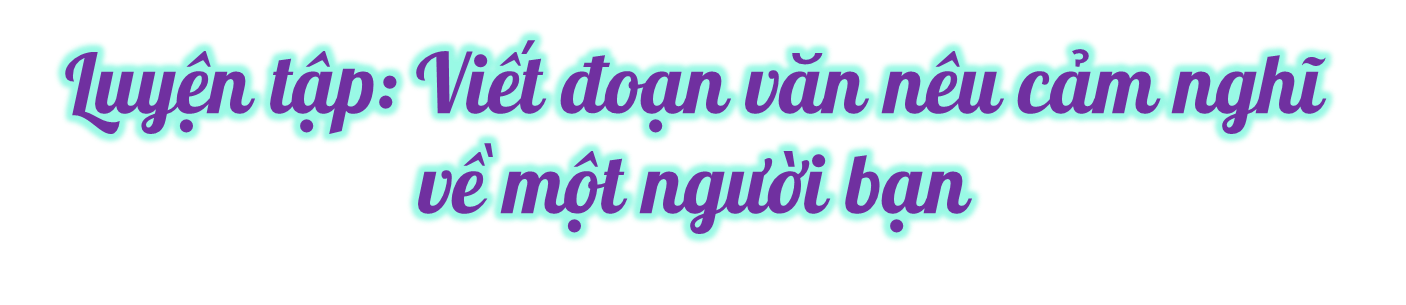 Luyện tập: Viết đoạn văn nêu cảm nghĩ
về một người bạn